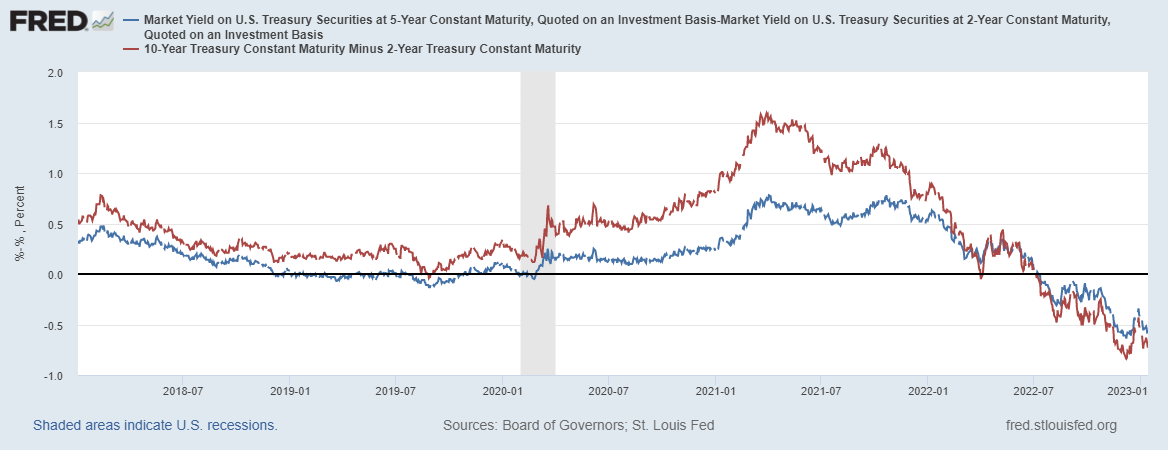 FRED
Market Yield on U.S. Treasury Securities at 5-Year Constant Maturity, Quoted on an Investment Basis-Market Yield on U.S. Treasury Securities at 2-Year Constant Maturity,
Quoted on an Investment Basis
10-Year Treasury Constant Maturity Minus 2-Year Treasury Constant Maturity
2.0
1.5
1.0
0.5
0.0
-0.5
-1.0
%-% , Percent
2018-07
2019-01
2019-07
2020-01
2020-07
2021-01
2021-07
2022-01
2022-07
2023-01
Shaded areas indicate U.S. recessions.
Sources: Board of Governors; St. Louis Fed
fred.stlouisfed.org